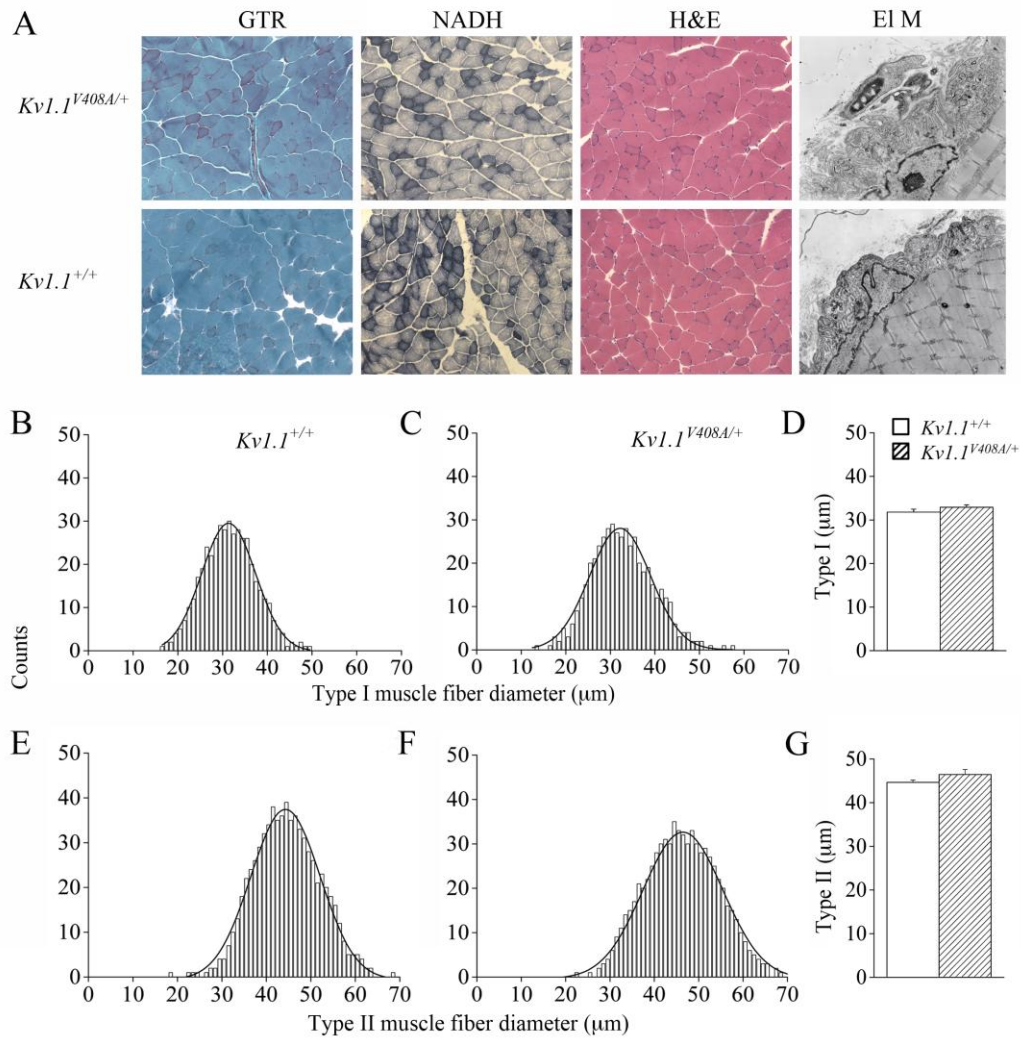 A
GTR NADH H&E El M
Kv1.1V408A/+
Kv1.1+/+
B Kv1.1+/+ C Kv1.1V408A/+ D Kv1.1+/+
Kv1.1V408A/+
50 50 50
40 40 40
30 30 30
20 20 20
10 10 10
0 0 0
0 10 20 30 40 50 60 70 0 10 20 30 40 50 60 70
Counts
Type I (µm)
Type I muscle fiber diameter (µm)
E F G
50 50 50
40 40 40
30 30 30
20 20 20
10 10 10
0 0 0
0 10 20 30 40 50 60 70 0 10 20 30 40 50 60 70
Type II (µm)
Type II muscle fiber diameter (µm)